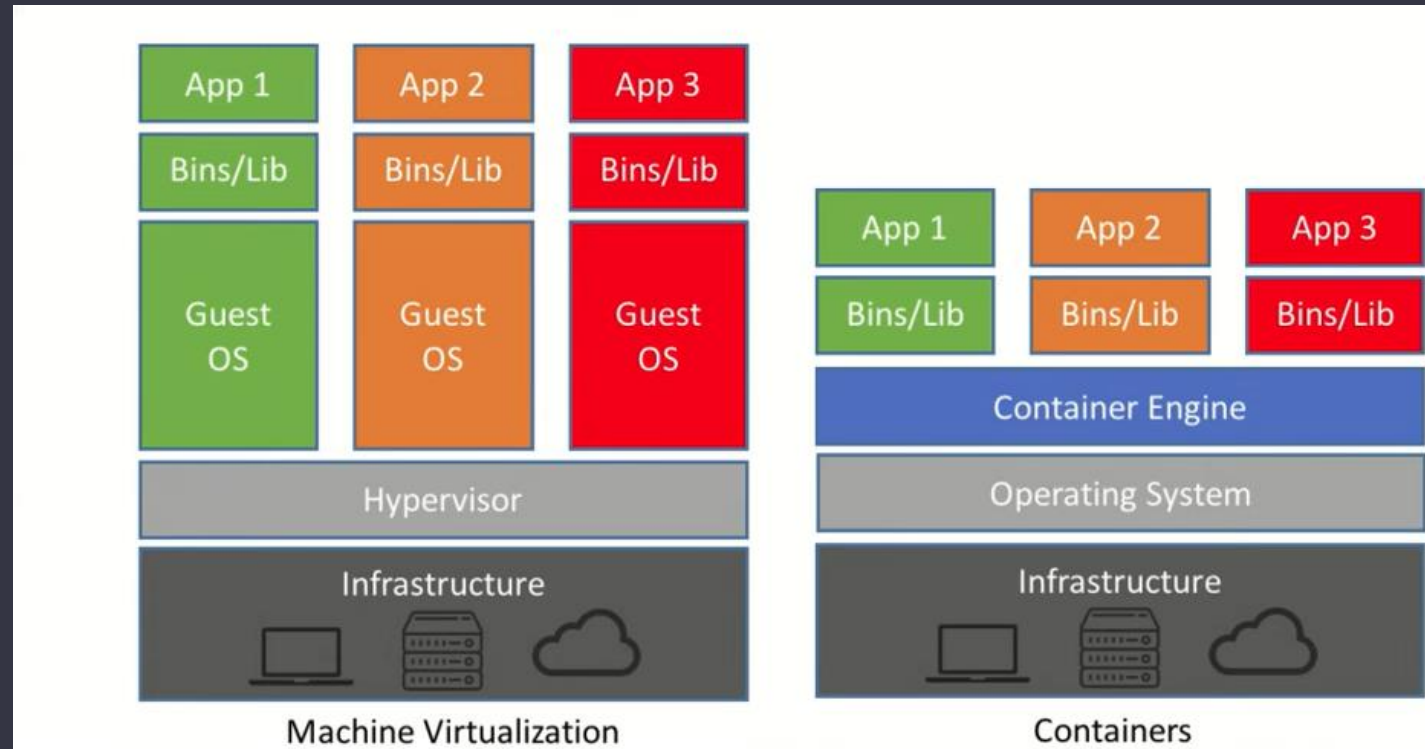 App 1
App 2
App 3
Bins/Lib
Bins/Lib
Bins/Lib
Guest
OS
Guest
OS
Guest
OS
Hypervisor
Infrastructure
Machine Virtualization
App 1
App 2
App 3
Bins/Lib
Bins/Lib
Bins/Lib
Container Engine
Operating System
Infrastructure
Containers